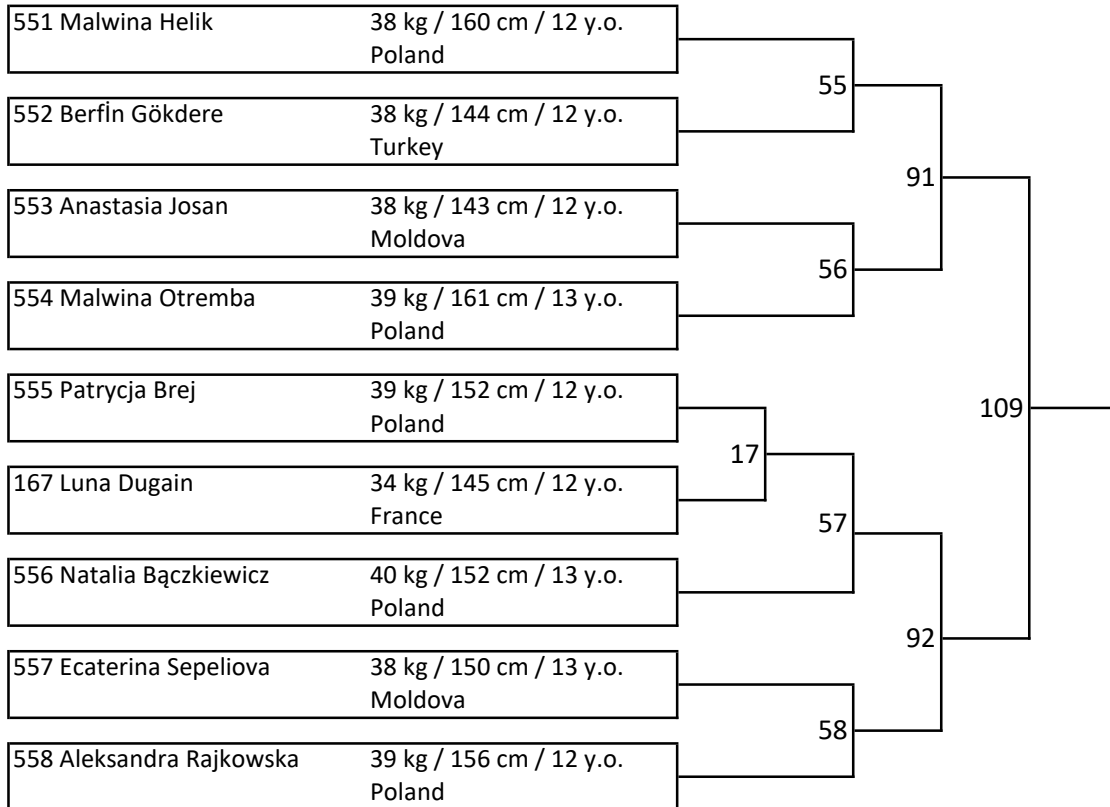 551 Malwina Helik 38 kg / 160 cm / 12 y.o.
Poland
55
552 Berfİn Gökdere 38 kg / 144 cm / 12 y.o.
Turkey
91
553 Anastasia Josan 38 kg / 143 cm / 12 y.o.
Moldova
56
554 Malwina Otremba 39 kg / 161 cm / 13 y.o.
Poland
555 Patrycja Brej 39 kg / 152 cm / 12 y.o.
Poland
109
17
167 Luna Dugain 34 kg / 145 cm / 12 y.o.
France
57
556 Natalia Bączkiewicz 40 kg / 152 cm / 13 y.o.
Poland
92
557 Ecaterina Sepeliova 38 kg / 150 cm / 13 y.o.
Moldova
58
558 Aleksandra Rajkowska 39 kg / 156 cm / 12 y.o.
Poland